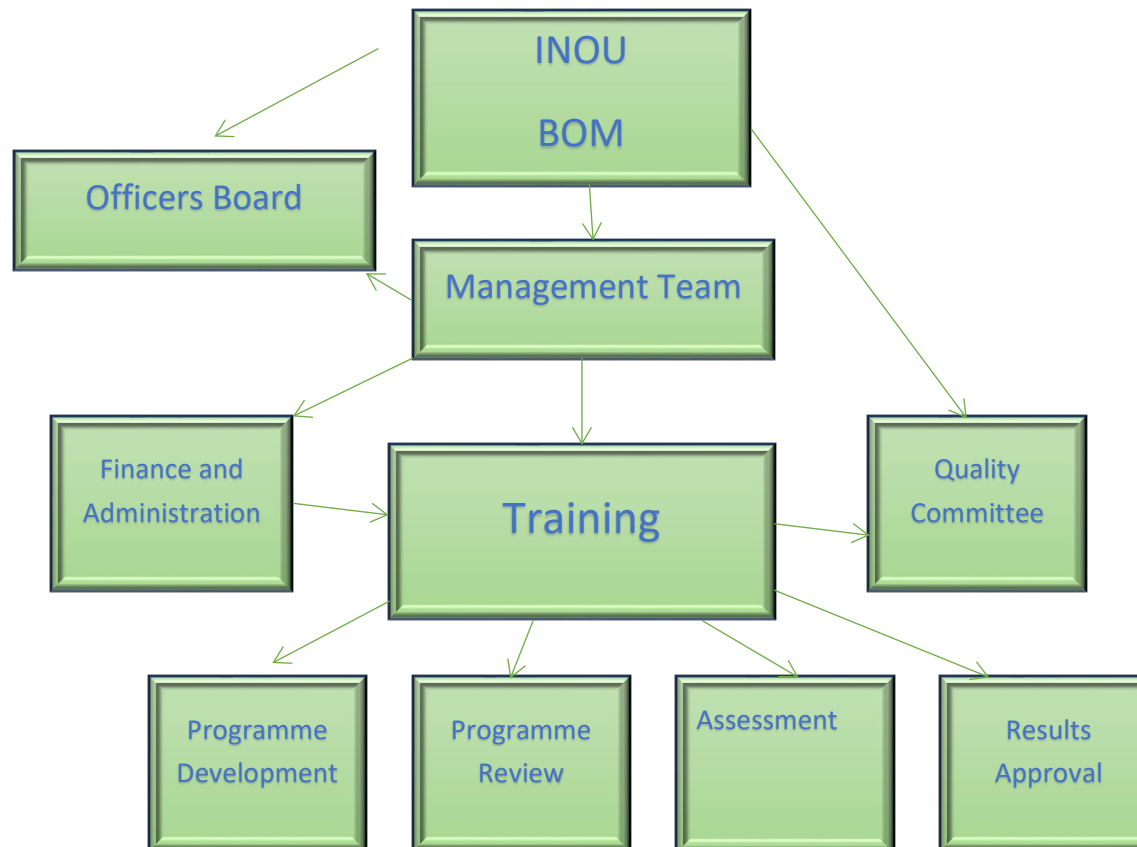 INOU
BOM
Officers Board
Management Team
Finance and
Administration
Training
Quality
Committee
Programme
Development
Programme
Review
Assessment
Results
Approval